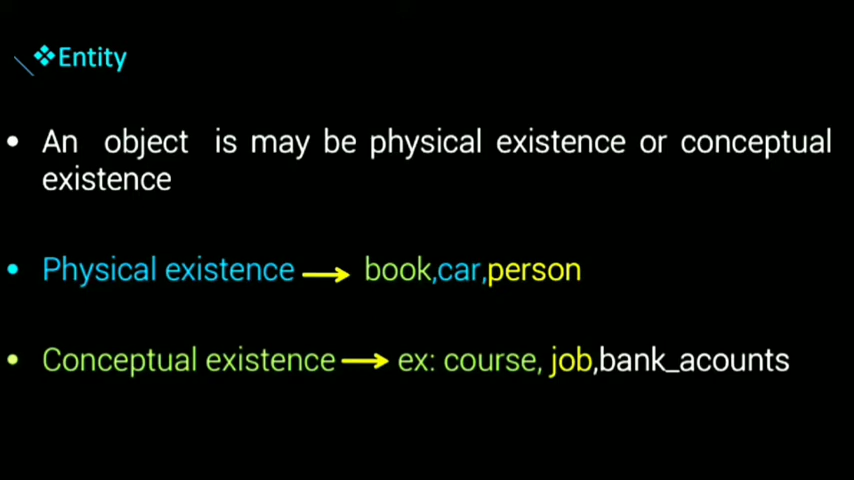 ❖Entity
• An object is may be physical existence or conceptual
existence
• Physical existence → book,car,person
• Conceptual existence → ex: course, job,bank_acounts